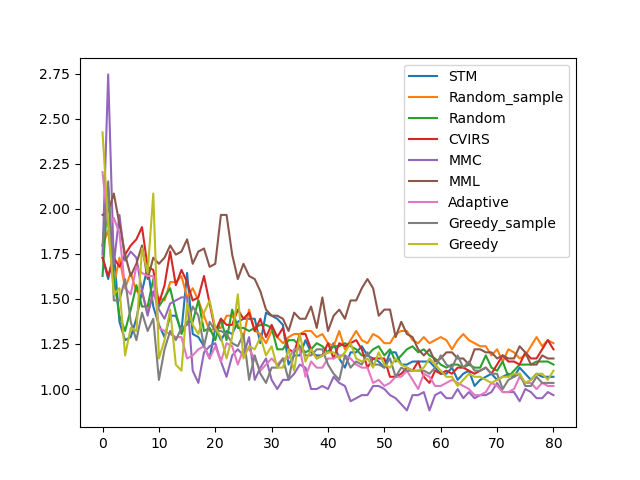 2.75
2.50
2.25
2.00
1.75
1.50
1.25
1.00
0 10 20 30 40 50 60 70 80
STM
Random_sample
Random
CVIRS
MMC
MML
Adaptive
Greedy_sample
Greedy